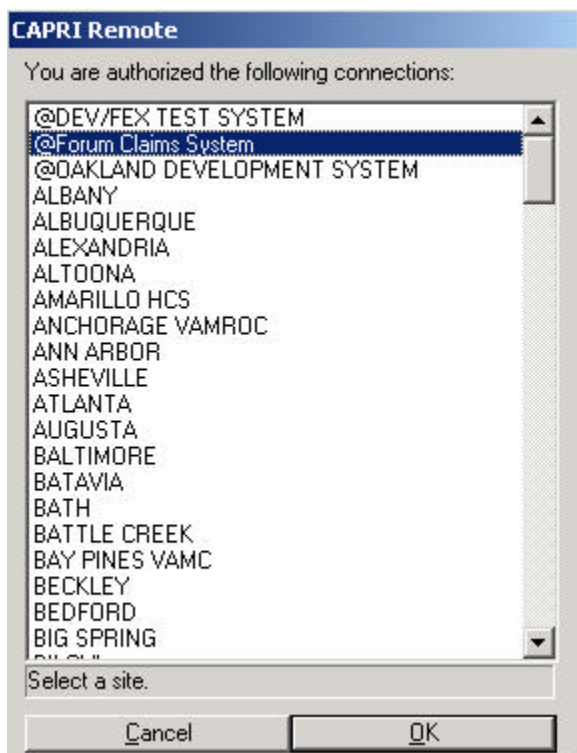 CAPRI Remote
You are authorized the following connections:
@DEV/FEX TEST SYSTEM
@Forum Claims System
@OAKLAND DEVELOPMENT SYSTEM
ALBANY
ALBUQUERQUE
ALEXANDRIA
ALTOONA
AMARILLO HCS
ANCHORAGE VAMROC
ANN ARBOR
ASHEVILLE
ATLANTA
AUGUSTA
BALTIMORE
BATAVIA
BATH
BATTLE CREEK
BAY PINES VAMC
BECKLEY
BEDFORD
BIG SPRING
Select a site.
Cancel OK